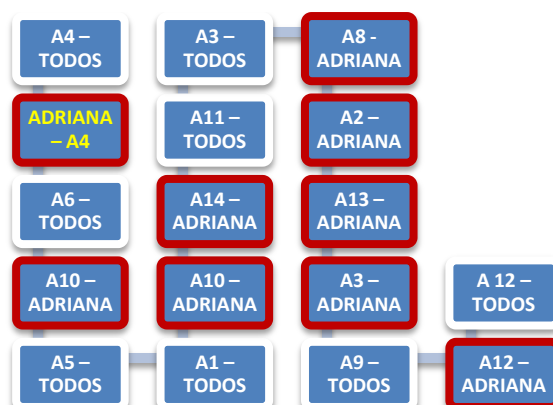 A4 –
TODOS
ADRIANA
– A4
A6 –
TODOS
A10 –
ADRIANA
A5 –
TODOS
A1 –
TODOS
A10 –
ADRIANA
A14 –
ADRIANA
A11 –
TODOS
A3 –
TODOS
A8 -
ADRIANA
A2 –
ADRIANA
A13 –
ADRIANA
A3 –
ADRIANA
A9 –
TODOS
A12 –
ADRIANA
A 12 –
TODOS